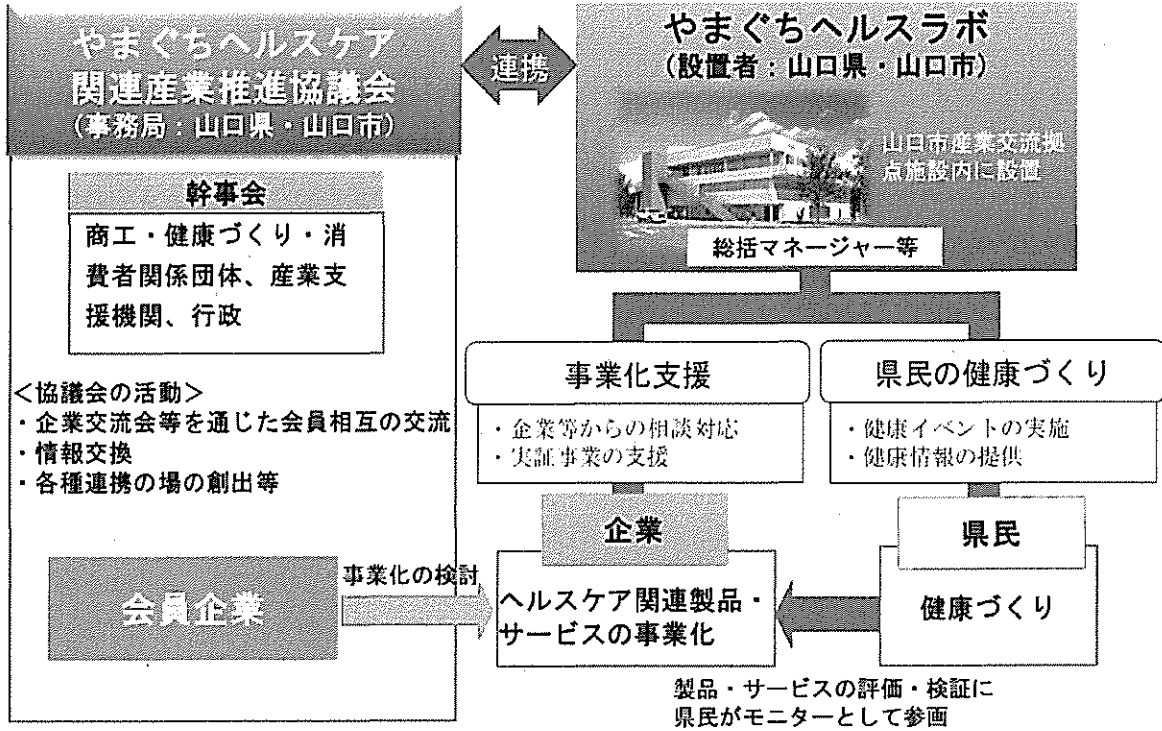 やまぐちヘルスケア
関連産業推進協議会
(事務局:山口県・山口市)
連携
やまぐちヘルスラボ
(設置者:山口県・山口市)
山口市産業交流拠
点施設内に設置
総括マネージャー等
幹事会
商工・健康づくり・消
費者関係団体、産業支
援機関、行政
<協議会の活動>
・企業交流会等を通じた会員相互の交流
・情報交換
・各種連携の場の創出等
会員企業
事業化の検討
事業化支援
・企業等からの相談対応
・実証事業の支援
企業
ヘルスケア関連製品・
サービスの事業化
県民の健康づくり
・健康イベントの実施
・健康情報の提供
県民
健康づくり
製品・サービスの評価・検証に
県民がモニターとして参画